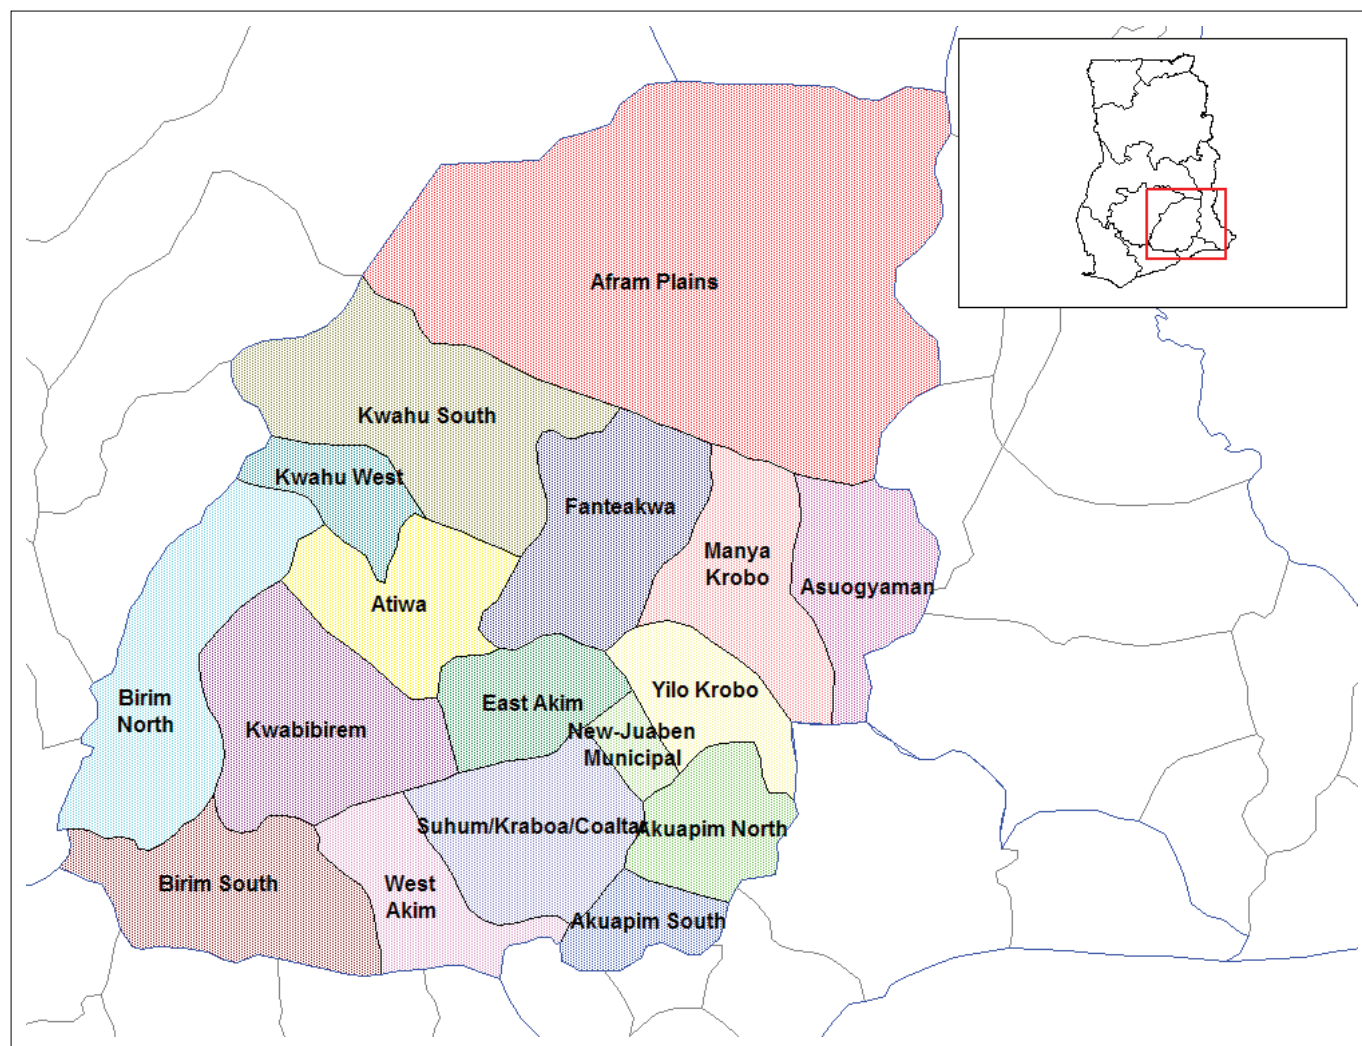 Afram Plains
Kwahu South
Kwahu West
Fanteakwa
Manya
Krobo
Asuogyaman
Atiwa
Birim
North
Kwabibirem
East Akim
Yilo Krobo
New-Juaben
Municipal
Suhum/Kraboa/Coaltar
Akuapim North
Birim South
West
Akim
Akuapim South